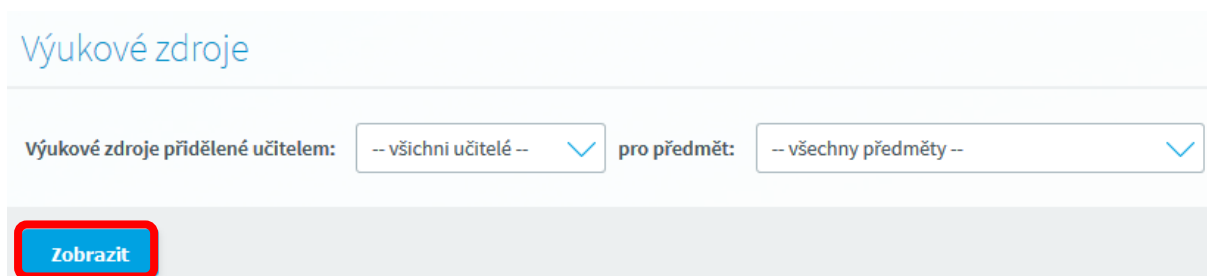 Výukové zdroje
Výukové zdroje přidělené učitelem: -- všichni učitelé -- pro předmět: -- všechny předměty --
Zobrazit